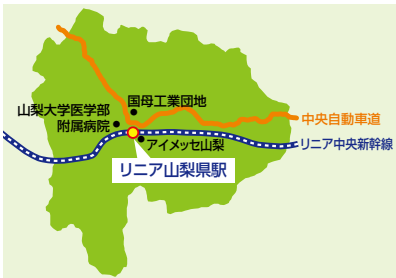 国母工業団地
山梨大学医学部
附属病院
中央自動車道
アイメッセ山梨
リニア中央新幹線
リニア山梨県駅